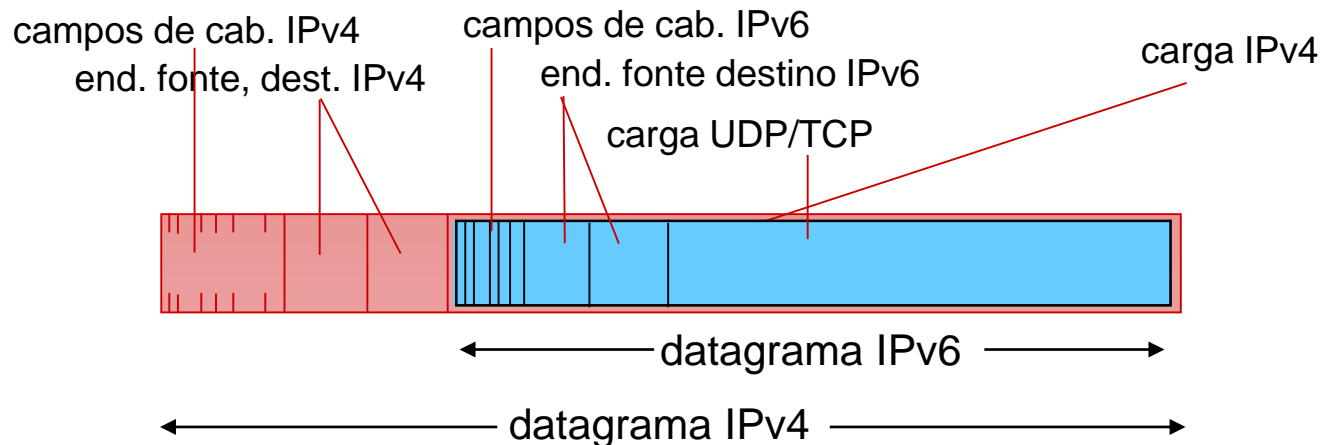 campos de cab. IPv4
campos de cab. IPv6
carga IPv4
end. fonte, dest. IPv4
end. fonte destino IPv6
carga UDP/TCP
datagrama IPv6
datagrama IPv4